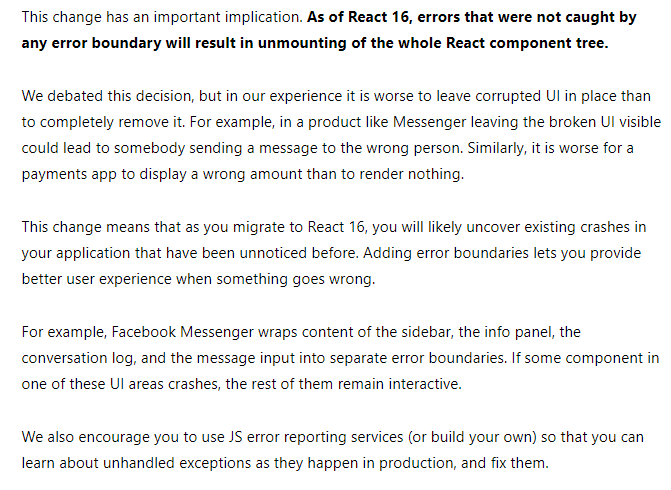 This change has an important implication. As of React 16, errors that were not caught by
any error boundary will result in unmounting of the whole React component tree.
We debated this decision, but in our experience it is worse to leave corrupted UI in place than
to completely remove it. For example, in a product like Messenger leaving the broken UI visible
could lead to somebody sending a message to the wrong person. Similarly, it is worse for a
payments app to display a wrong amount than to render nothing.
This change means that as you migrate to React 16, you will likely uncover existing crashes in
your application that have been unnoticed before. Adding error boundaries lets you provide
better user experience when something goes wrong.
For example, Facebook Messenger wraps content of the sidebar, the info panel, the
conversation log, and the message input into separate error boundaries. If some component in
one of these UI areas crashes, the rest of them remain interactive.
We also encourage you to use JS error reporting services (or build your own) so that you can
learn about unhandled exceptions as they happen in production, and fix them.